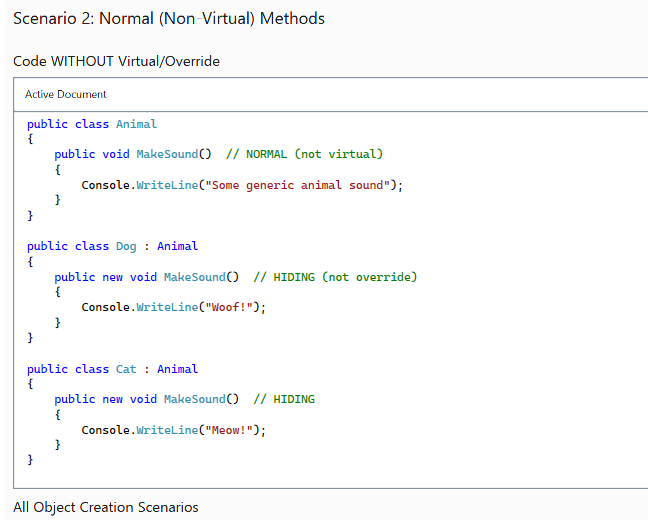 Scenario 2: Normal (Non-Virtual) Methods
Code WITHOUT Virtual/Override
Active Document
public class Animal
{
    public void MakeSound()  // NORMAL (not virtual)
    {
        Console.WriteLine("Some generic animal sound");
    }
}
public class Dog : Animal
{
    public new void MakeSound()  // HIDING (not override)
    {
        Console.WriteLine("Woof!");
    }
}
public class Cat : Animal
{
    public new void MakeSound()  // HIDING
    {
        Console.WriteLine("Meow!");
    }
}
All Object Creation Scenarios